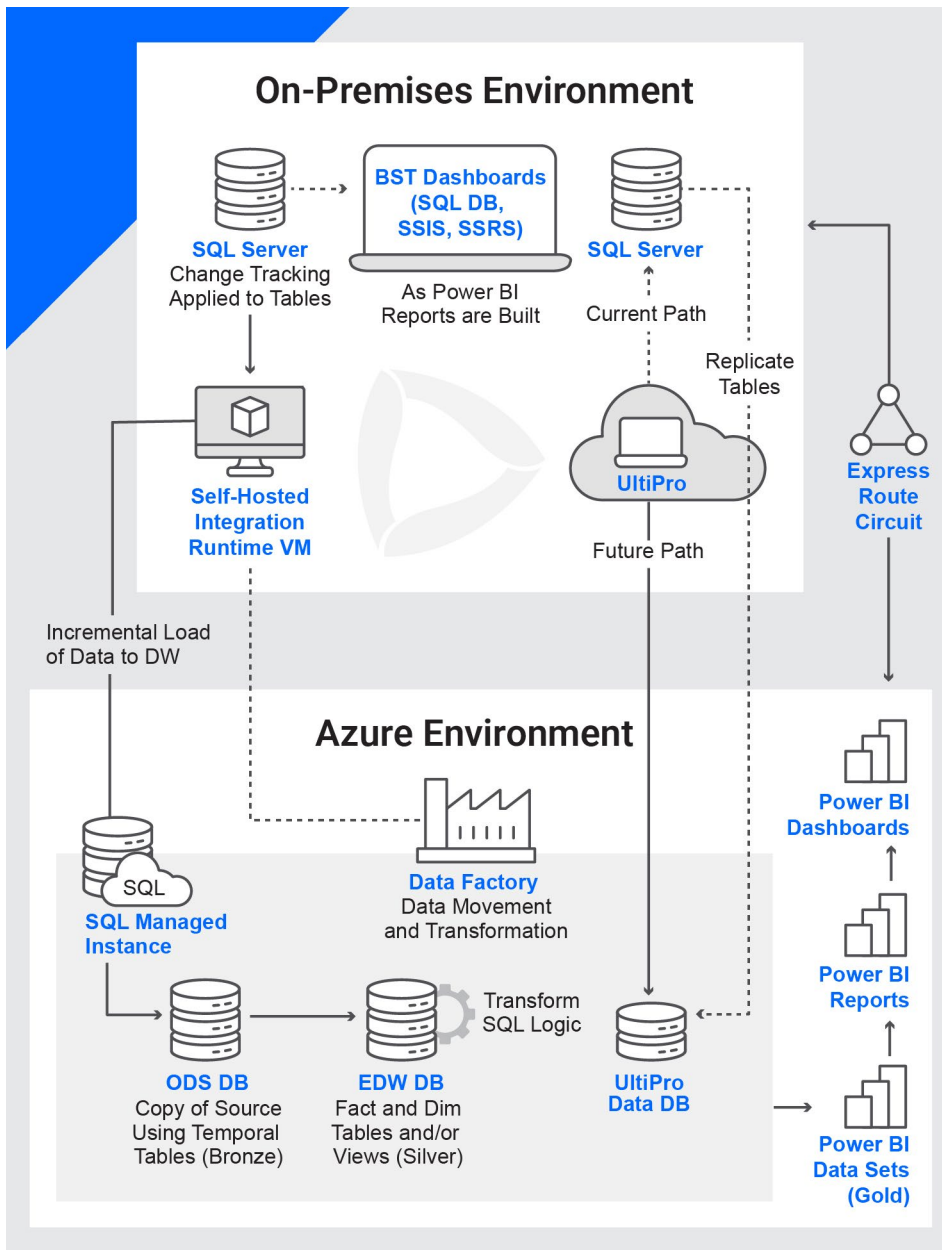 On-Premises Environment
SQL Server
Change Tracking
Applied to Tables
BST Dashboards
(SQL DB,
SSIS, SSRS)
As Power BI
Reports are Built
SQL Server
Current Path
Replicate
Tables
UltiPro
Future Path
Self-Hosted
Integration
Runtime VM
Express
Route
Circuit
Incremental Load
of Data to DW
Azure Environment
SQL
SQL Managed
Instance
Data Factory
Data Movement
and Transformation
ODS DB
Copy of Source
Using Temporal
Tables (Bronze)
EDW DB
Fact and Dim
Tables and/or
Views (Silver)
Transform
SQL Logic
UltiPro
Data DB
Power BI
Dashboards
Power BI
Reports
Power BI
Data Sets
(Gold)